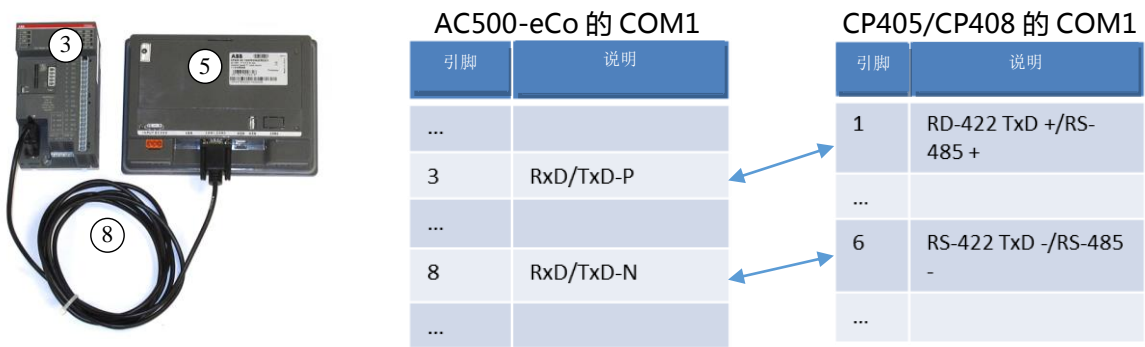 AC500-eCo 的 COM1
引脚 说明
...
3 RxD/TxD-P
...
8 RxD/TxD-N
...
CP405/CP408 的 COM1
引脚 说明
1 RD-422 TxD +/RS-
485 +
...
6 RS-422 TxD -/RS-485
-
...
3
5
8
ABB